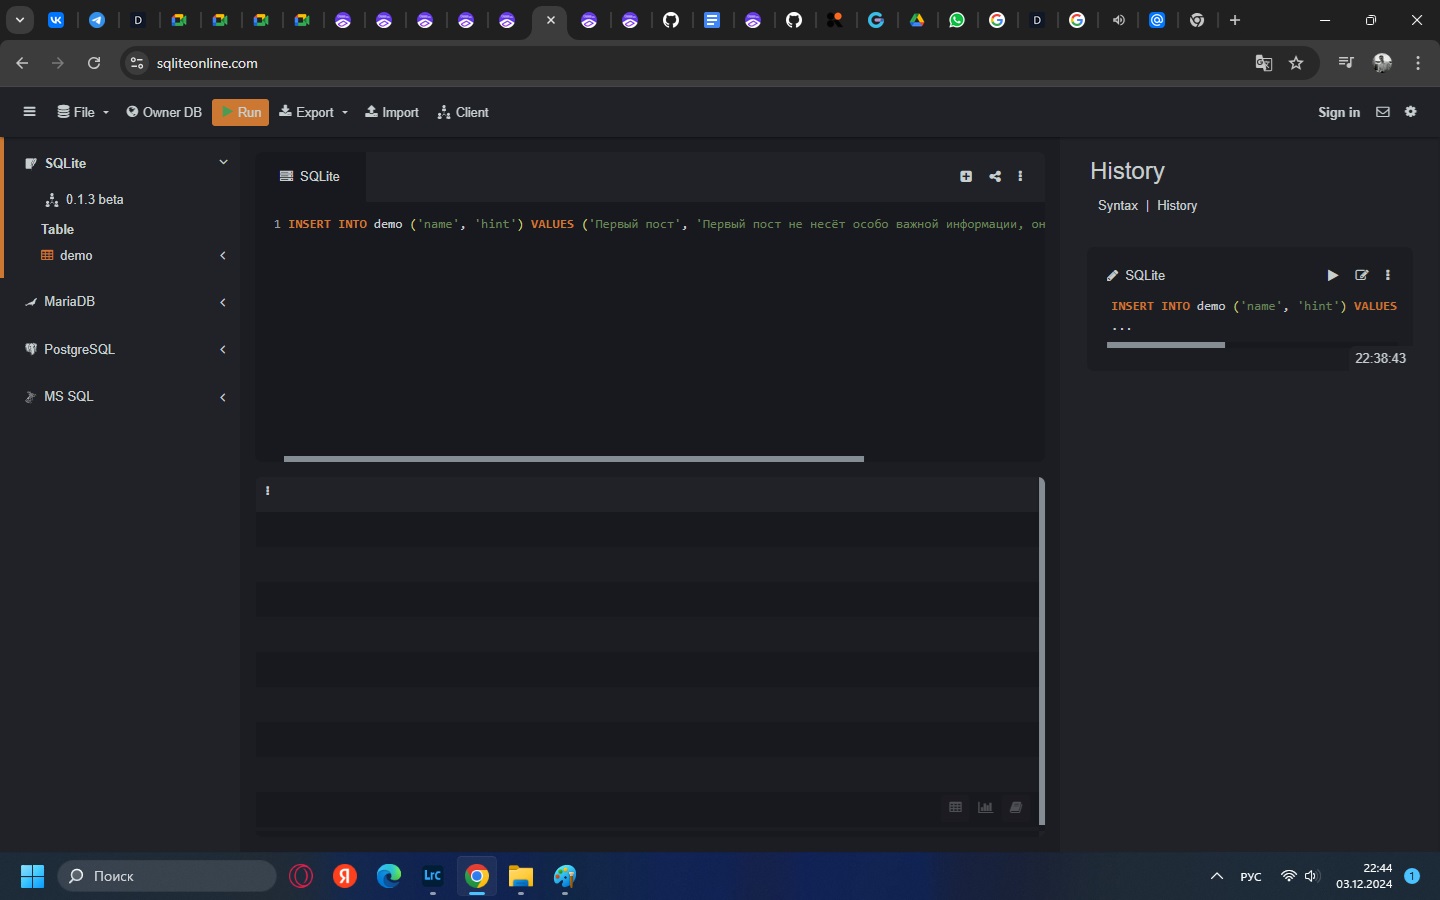 sqliteonline.com
File Owner DB Run Export Import Client Sign in
SQLite
0.1.3 beta
Table
demo
MariaDB
PostgreSQL
MS SQL
SQLite
1 INSERT INTO demo ('name', 'hint') VALUES ('Первый пост', 'Первый пост не несёт особо важной информации, он
History
Syntax | History
SQLite
INSERT INTO demo ('name', 'hint') VALUES
...
22:38:43
Поиск
Lrc
РУС
22:44
03.12.2024
1